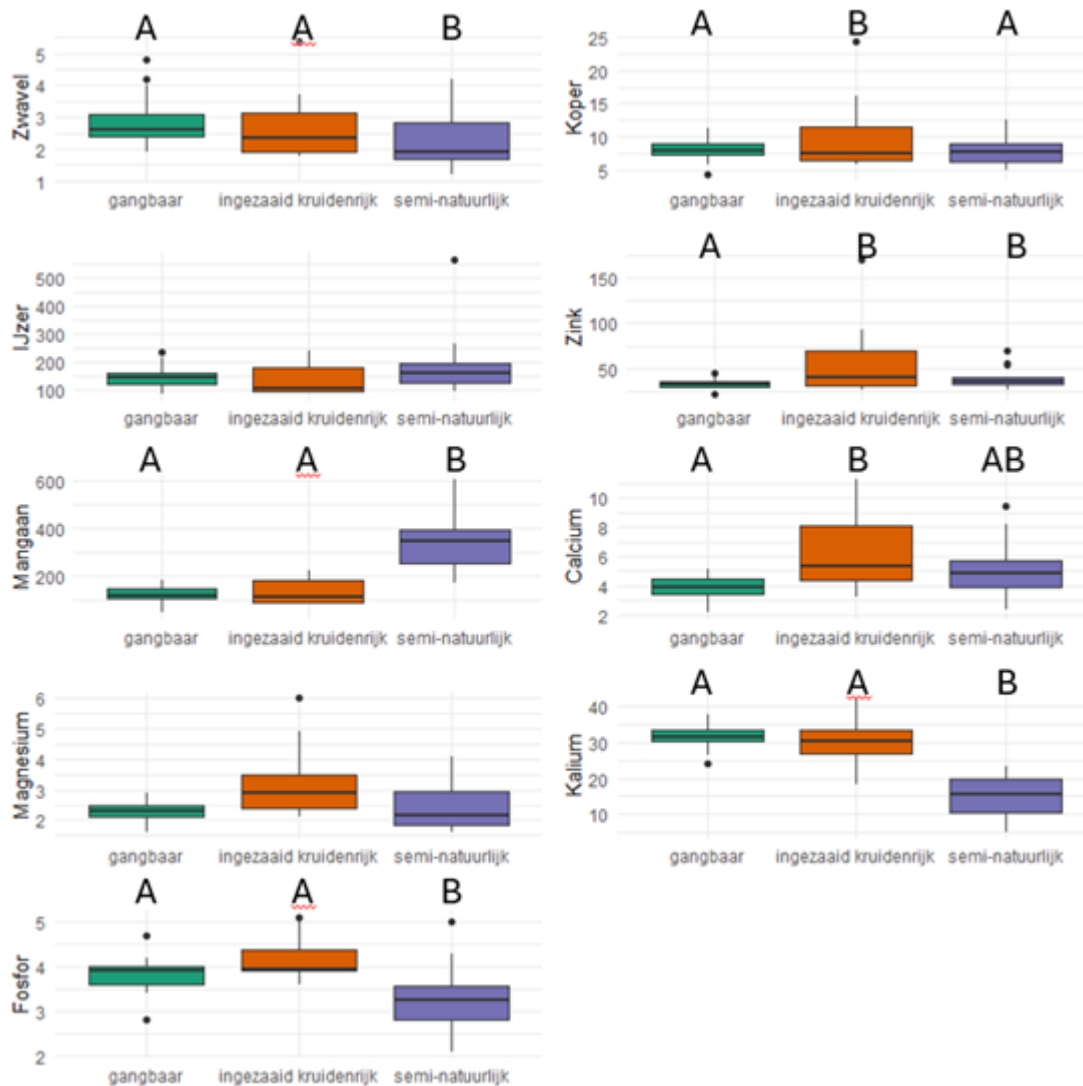 A A B
Zwavel
5
4
3
2
1
gangbaar ingezaaid kruidenrijk semi-natuurlijk
A B A
Koper
25
20
15
10
5
gangbaar ingezaaid kruidenrijk semi-natuurlijk
IJzer
500
400
300
200
100
gangbaar ingezaaid kruidenrijk semi-natuurlijk
A B B
Zink
150
100
50
gangbaar ingezaaid kruidenrijk semi-natuurlijk
A A B
Mangaan
600
400
200
gangbaar ingezaaid kruidenrijk semi-natuurlijk
A B AB
Calcium
10
8
6
4
2
gangbaar ingezaaid kruidenrijk semi-natuurlijk
Magnesium
6
5
4
3
2
gangbaar ingezaaid kruidenrijk semi-natuurlijk
A A B
Kalium
40
30
20
10
gangbaar ingezaaid kruidenrijk semi-natuurlijk
A A B
Fosfor
5
4
3
2
gangbaar ingezaaid kruidenrijk semi-natuurlijk